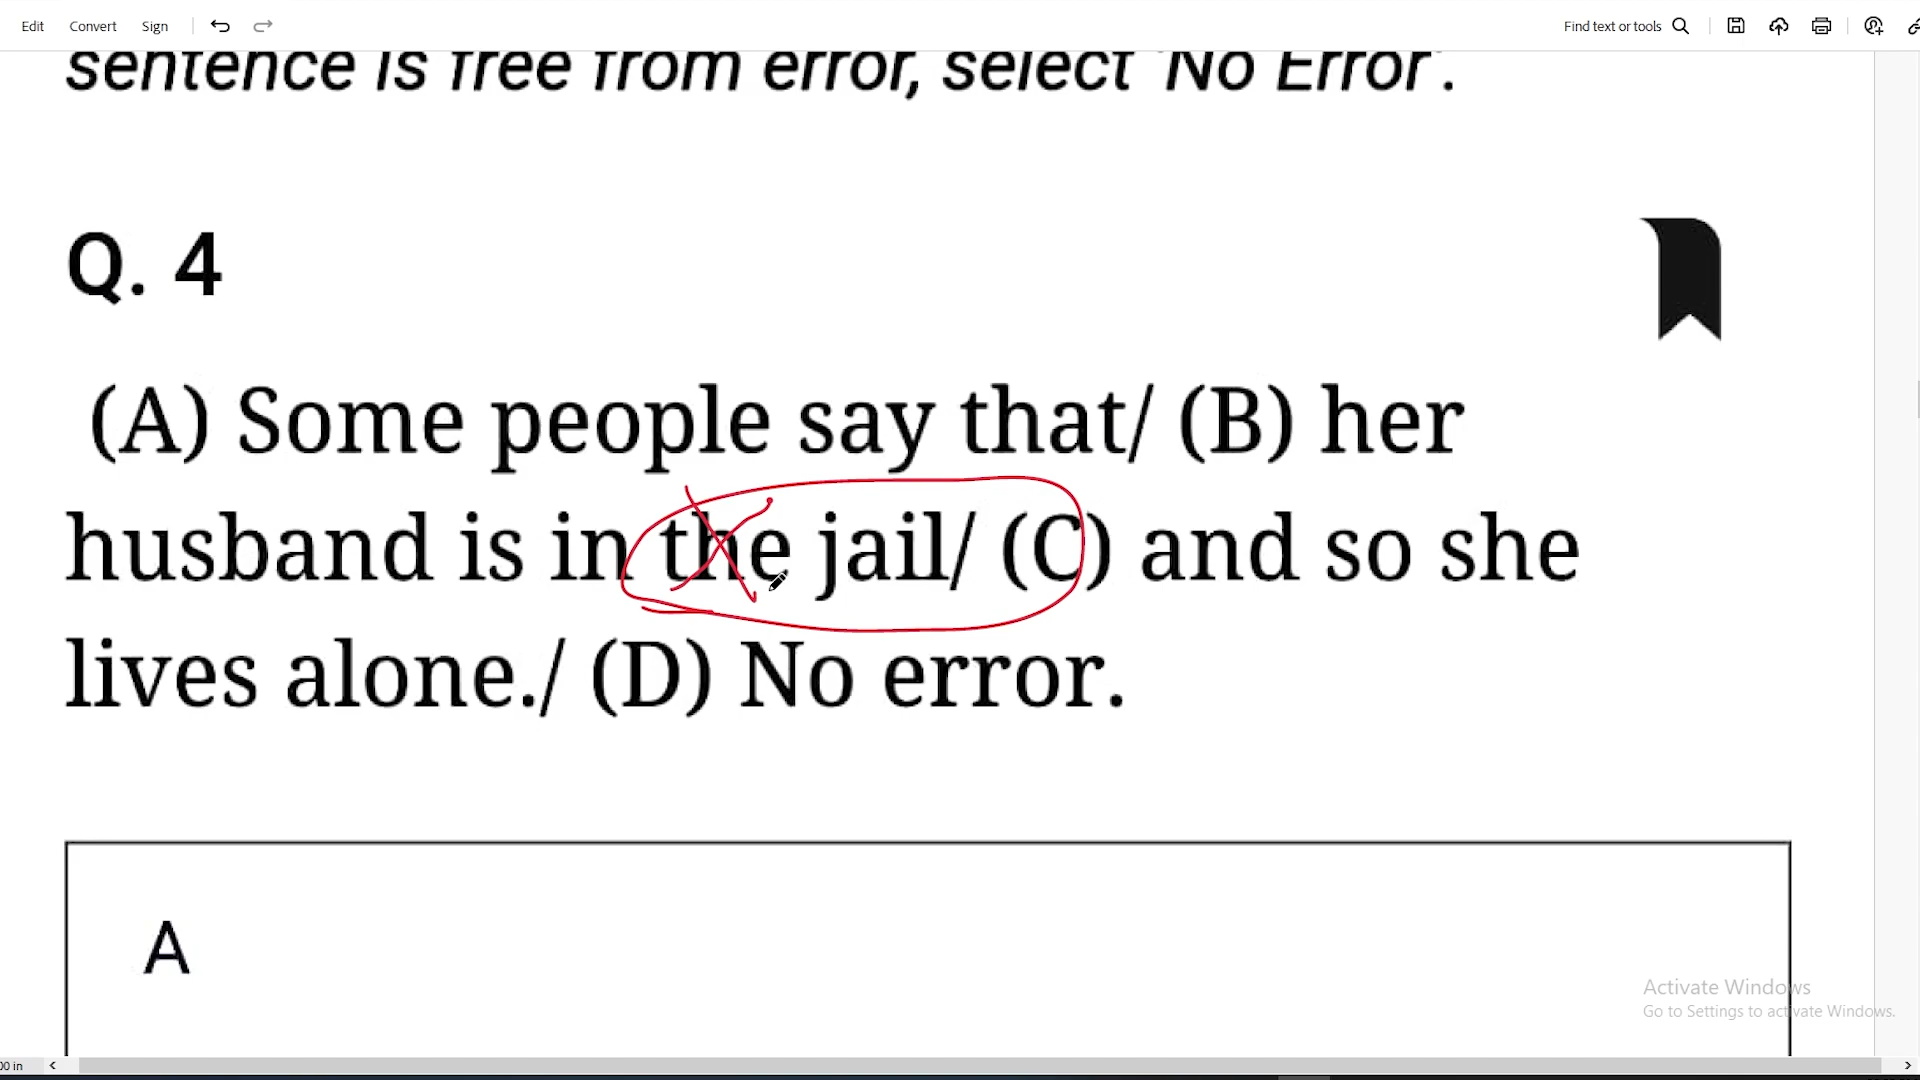 Edit Convert Sign Find text or tools
sentence is free from error, select 'No Error'.
Q. 4
(A) Some people say that/ (B) her
husband is in the jail/ (C) and so she
lives alone./ (D) No error.
A
Activate Windows
Go to Settings to activate Windows.
00 in